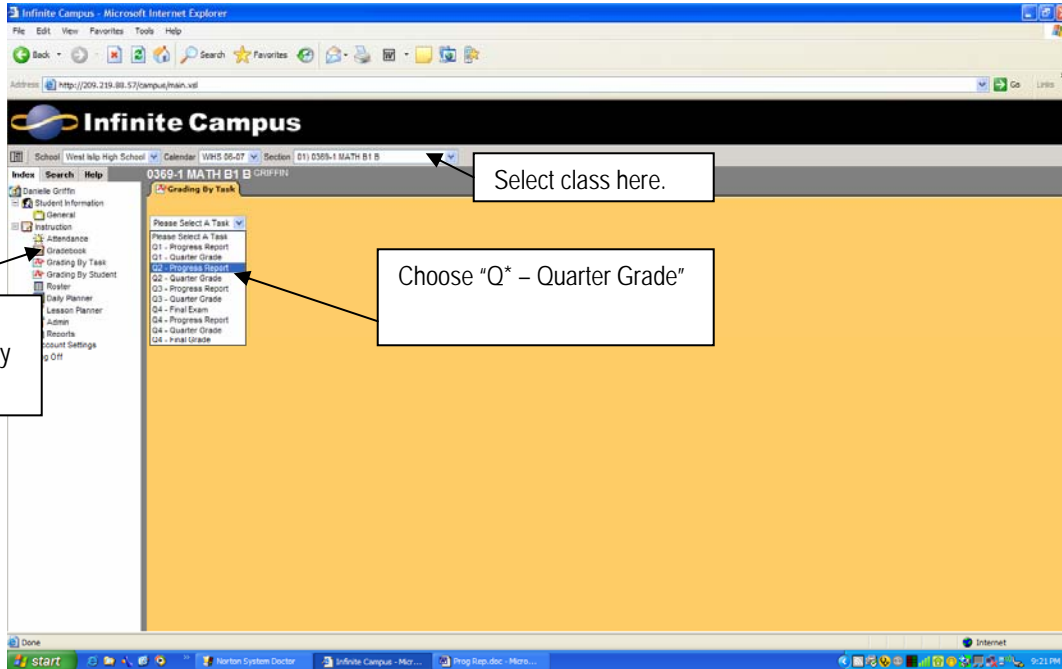 Infinite Campus - Microsoft Internet Explorer
File Edit View Favorites Tools Help
Back Search Favorites
Address http://209.219.88.57/campus/main.xsl Go Links
Infinite Campus
School West Islip High School Calendar WIHS 06-07 Section 01) 0369-1 MATH B1 B
Select class here.
Index Search Help
0369-1 MATH B1 B GRIFFIN
Grading By Task
Danielle Griffin
Student Information
General
Instruction
Attendance
Gradebook
Grading By Task
Grading By Student
Roster
Daily Planner
Lesson Planner
Admin
Reports
ccount Settings
g Off
y
Please Select A Task
Please Select A Task
Q1 - Progress Report
Q1 - Quarter Grade
Q2 - Progress Report
Q2 - Quarter Grade
Q3 - Progress Report
Q3 - Quarter Grade
Q4 - Final Exam
Q4 - Progress Report
Q4 - Quarter Grade
Q4 - Final Grade
Choose "Q* – Quarter Grade"
Done Internet
start Norton System Doctor Infinite Campus - Micr... Prog Rep.doc - Micro... 9:21 PM